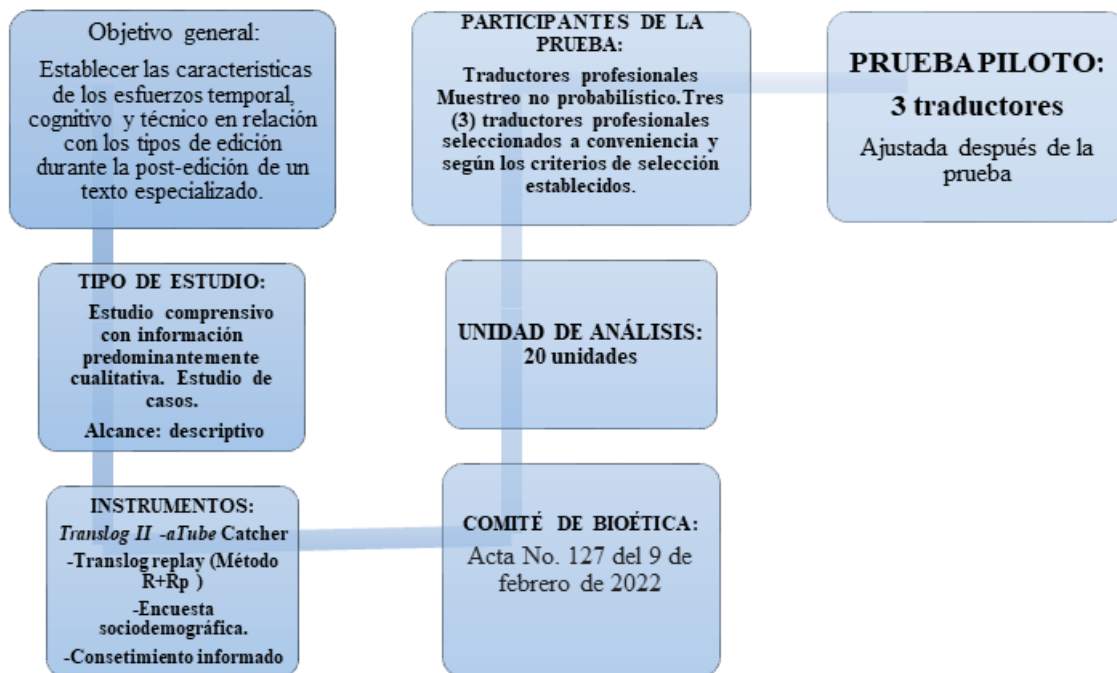 Objetivo general:
Establecer las características
de los esfuerzos temporal,
cognitivo y técnico en relación
con los tipos de edición
durante la post-edición de un
texto especializado.
TIPO DE ESTUDIO:
Estudio comprensivo
con información
predominantemente
cualitativa. Estudio de
casos.
Alcance: descriptivo
INSTRUMENTOS:
Translog II -aTube Catcher
-Translog replay (Método
R+Rp )
-Encuesta
sociodemográfica.
-Consetimiento informado
COMITÉ DE BIOÉTICA:
Acta No. 127 del 9 de
febrero de 2022
UNIDAD DE ANÁLISIS:
20 unidades
PARTICIPANTES DE LA
PRUEBA:
Traductores profesionales
Muestreo no probabilístico.Tres
(3) traductores profesionales
seleccionados a conveniencia y
según los criterios de selección
establecidos.
PRUEBA PILOTO:
3 traductores
Ajustada después de la
prueba